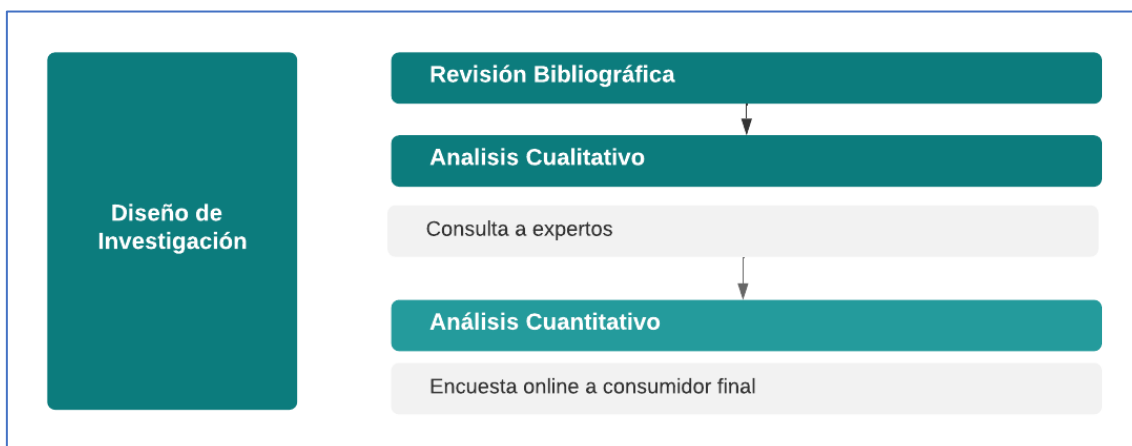 Diseño de
Investigación
Revisión Bibliográfica
Analisis Cualitativo
Consulta a expertos
Análisis Cuantitativo
Encuesta online a consumidor final